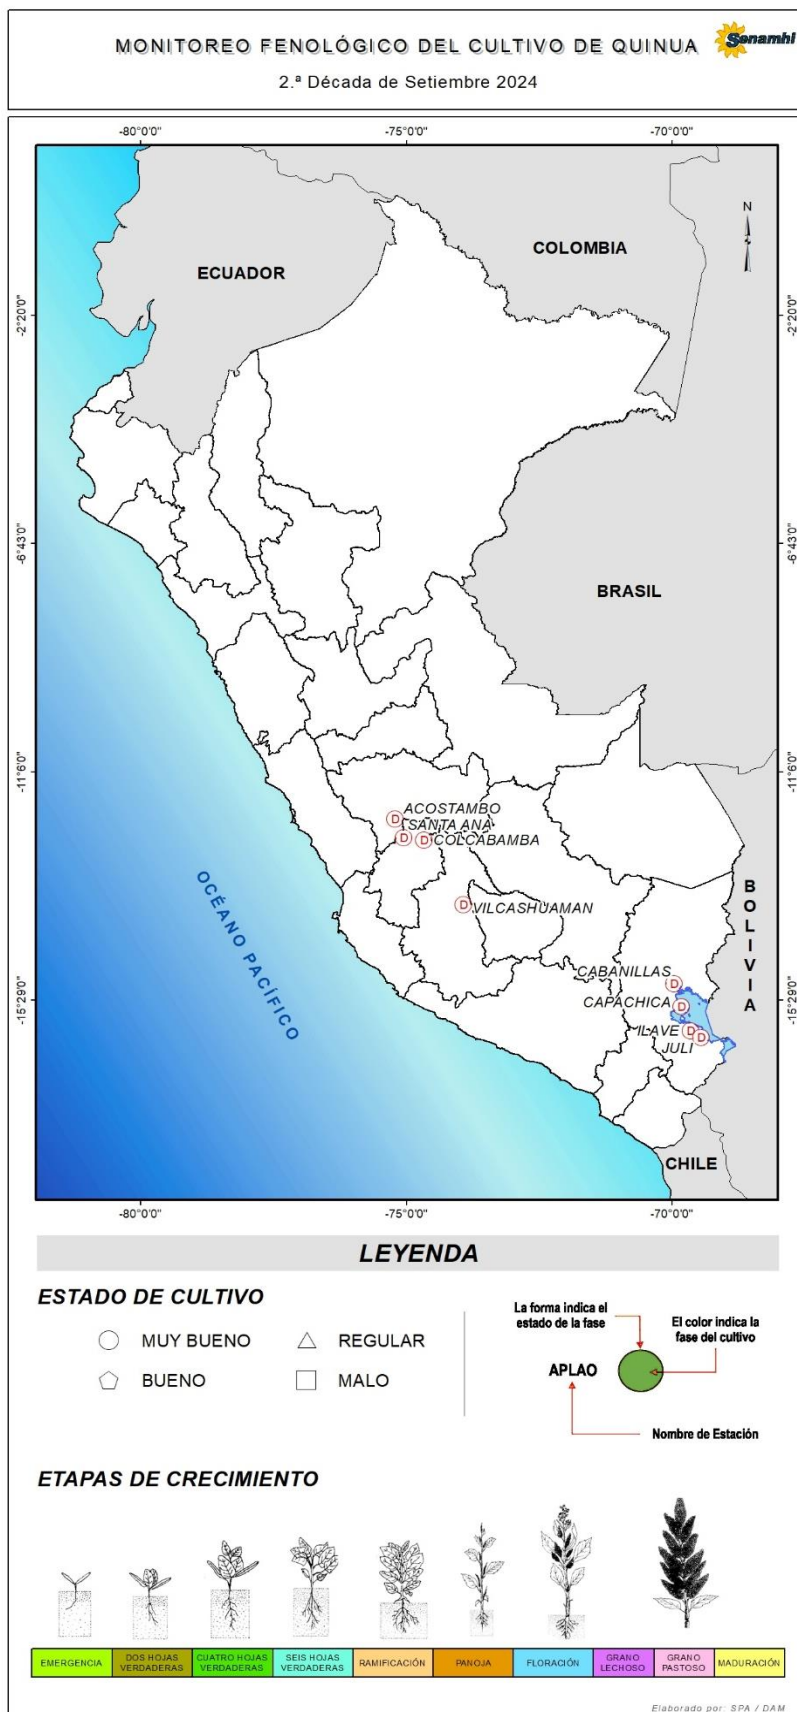 MONITOREO FENOLÓGICO DEL CULTIVO DE QUINUA
Senamhi
2.ª Década de Setiembre 2024
-80°0'0"
-75°0'0"
-70°0'0"
N
COLOMBIA
ECUADOR
-2°20'0"
-2°20'0"
-6°43'0"
-6°43'0"
BRASIL
-11°6'0"
-11°6'0"
D ACOSTAMBO
D SANTA ANA
D COLCABAMBA
D VILCASHUAMAN
OCÉANO PACÍFICO
BOLIVIA
CABANILLAS D
CAPACHICA D
-15°29'0"
-15°29'0"
ILAVE D
JULI D
CHILE
-80°0'0"
-75°0'0"
-70°0'0"
LEYENDA
ESTADO DE CULTIVO
MUY BUENO
REGULAR
BUENO
MALO
La forma indica el
estado de la fase
El color indica la
fase del cultivo
APLAO
Nombre de Estación
ETAPAS DE CRECIMIENTO
EMERGENCIA
DOS HOJAS
VERDADERAS
CUATRO HOJAS
VERDADERAS
SEIS HOJAS
VERDADERAS
RAMIFICACIÓN
PANOJA
FLORACIÓN
GRANO
LECHOSO
GRANO
PASTOSO
MADURACIÓN
Elaborado por: SPA / DAM